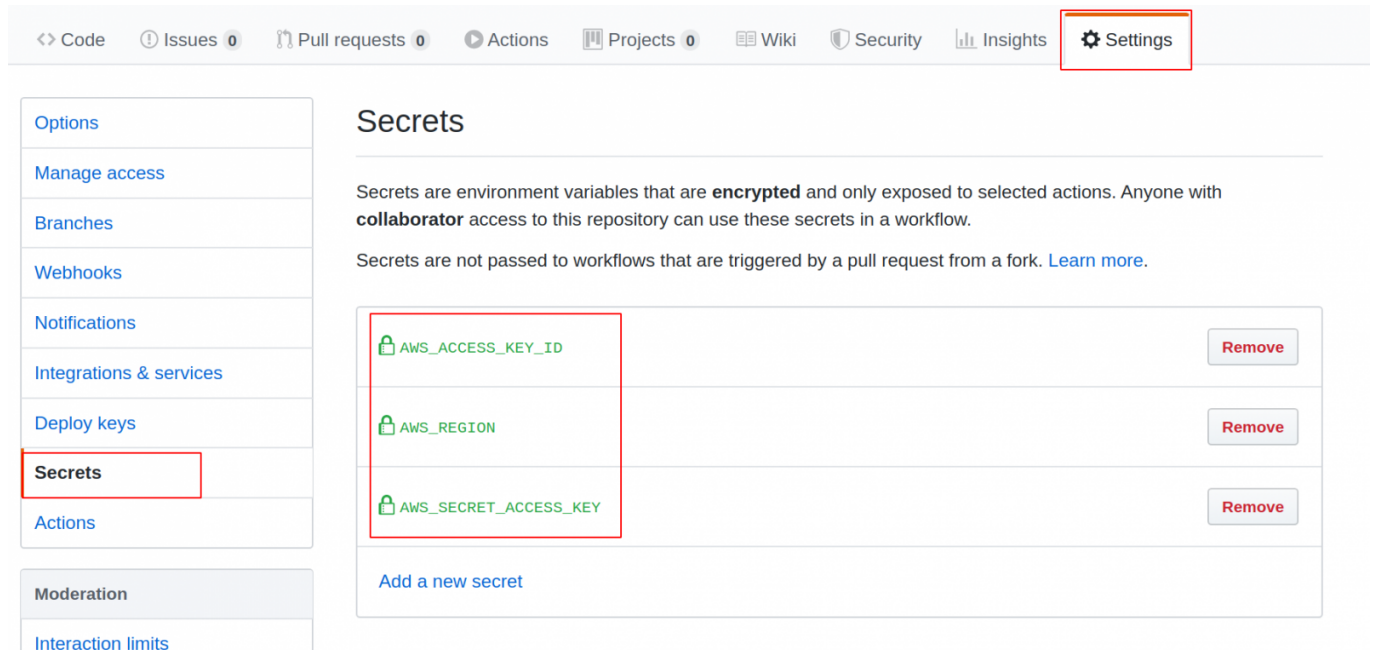 Code Issues 0 Pull requests 0 Actions Projects 0 Wiki Security Insights Settings
Options
Manage access
Branches
Webhooks
Notifications
Integrations & services
Deploy keys
Secrets
Actions
Moderation
Interaction limits
Secrets
Secrets are environment variables that are encrypted and only exposed to selected actions. Anyone with
collaborator access to this repository can use these secrets in a workflow.
Secrets are not passed to workflows that are triggered by a pull request from a fork. Learn more.
AWS_ACCESS_KEY_ID Remove
AWS_REGION Remove
AWS_SECRET_ACCESS_KEY Remove
Add a new secret